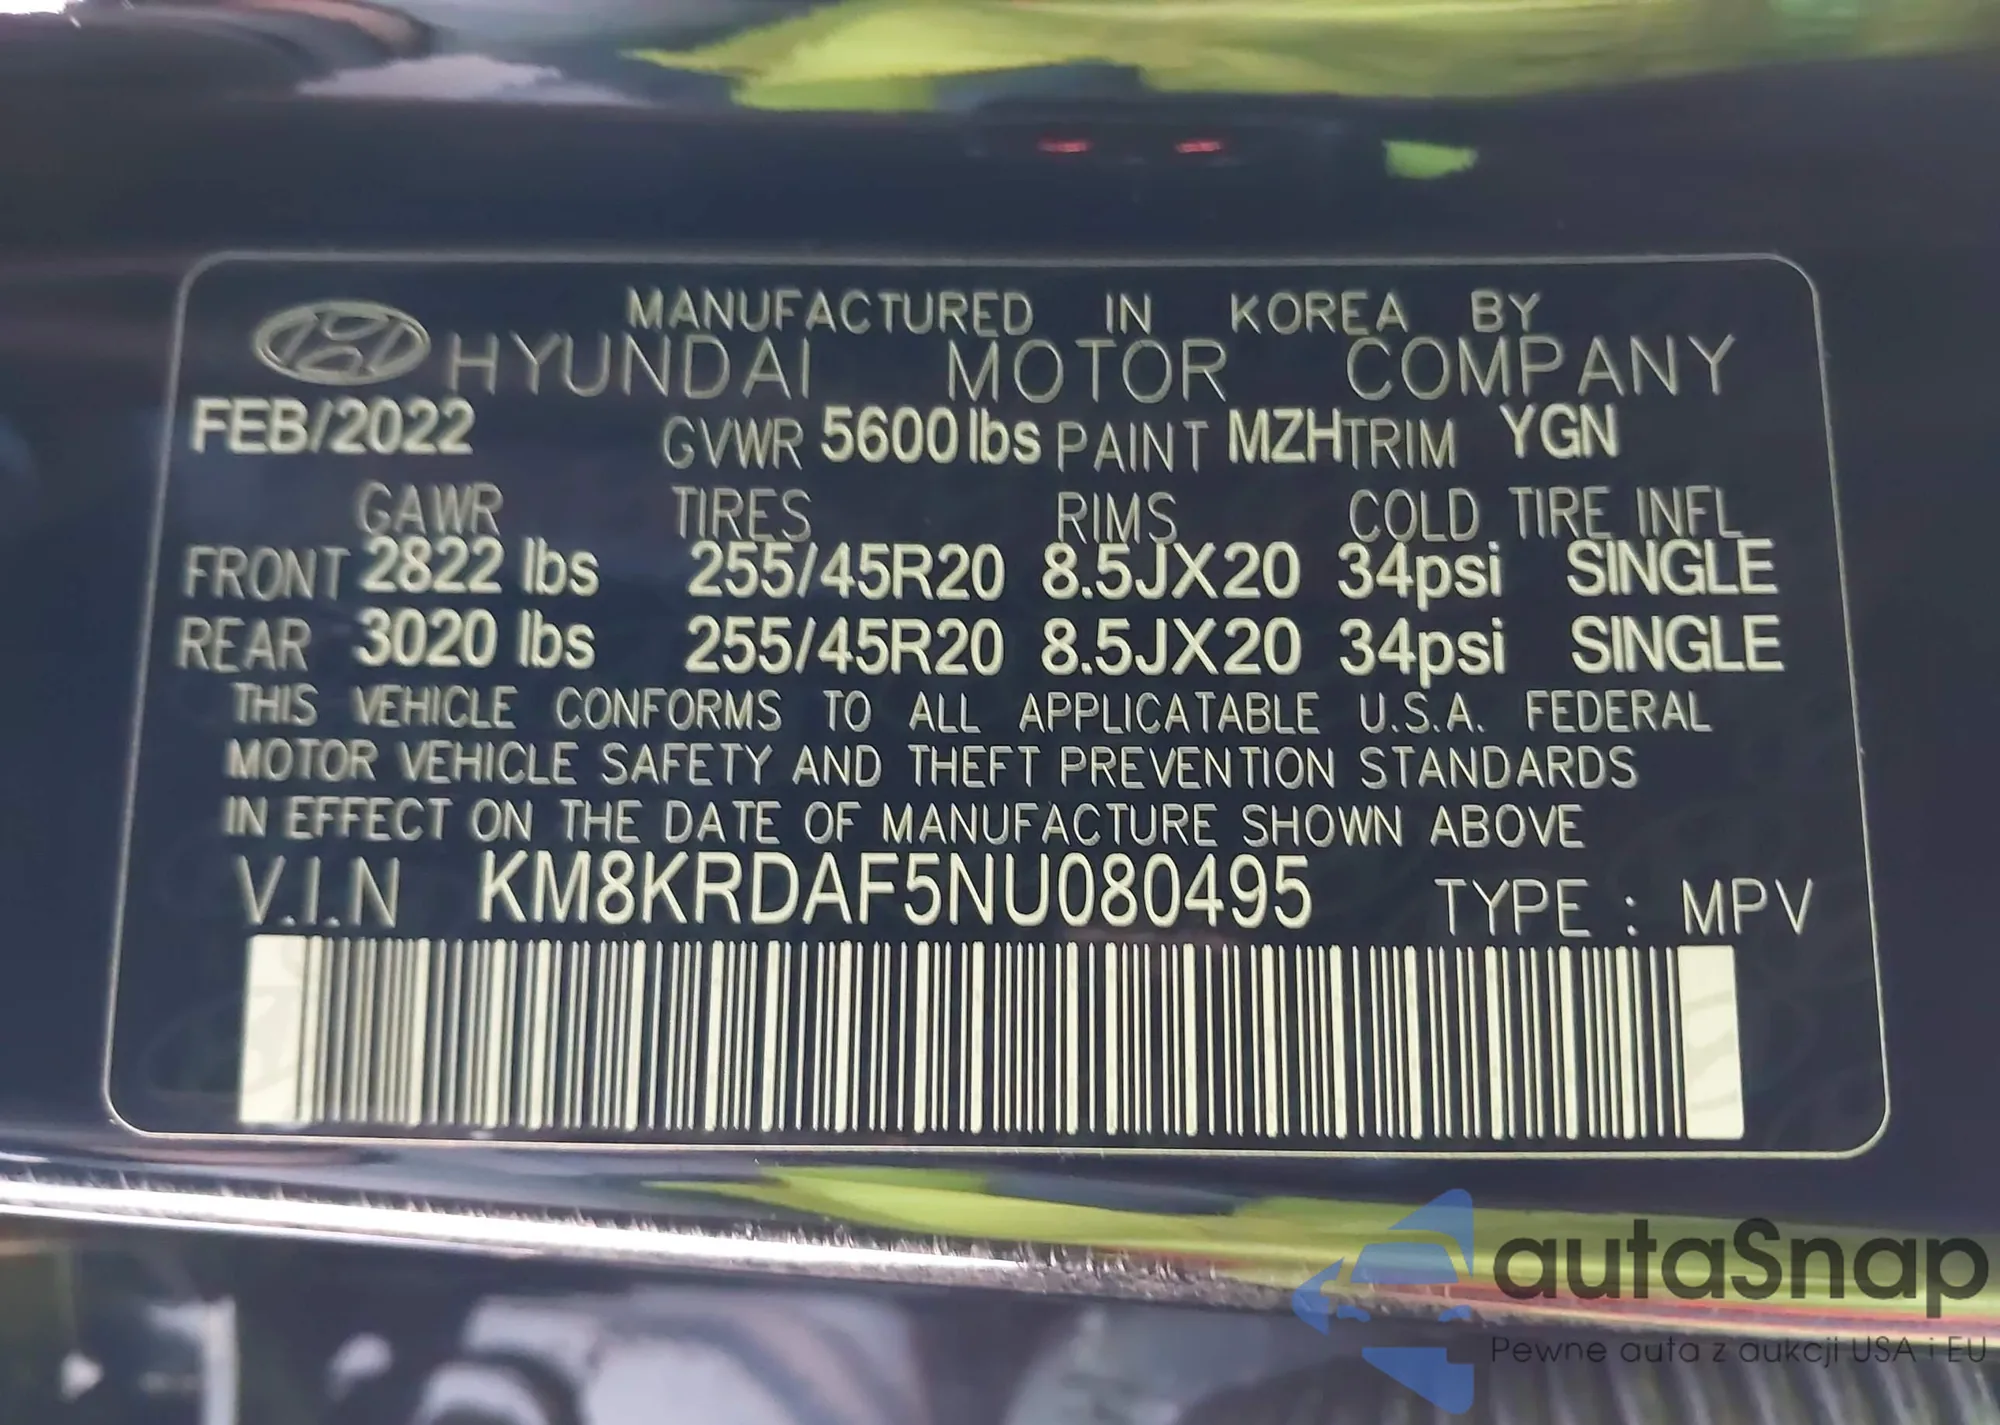 MANUFACTURED IN KOREA BY
HYUNDAI MOTOR COMPANY
FEB/2022 GVWR 5600 lbs PAINT MZH TRIM YGN
GAWR TIRES RIMS COLD TIRE INFL
FRONT 2822 lbs 255/45R20 8.5JX20 34psi SINGLE
REAR 3020 lbs 255/45R20 8.5JX20 34psi SINGLE
THIS VEHICLE CONFORMS TO ALL APPLICATABLE U.S.A. FEDERAL
MOTOR VEHICLE SAFETY AND THEFT PREVENTION STANDARDS
IN EFFECT ON THE DATE OF MANUFACTURE SHOWN ABOVE
V.I.N KM8KRDAF5NU080495 TYPE : MPV
autaSnap
Pewne auta z aukcji USA i EU